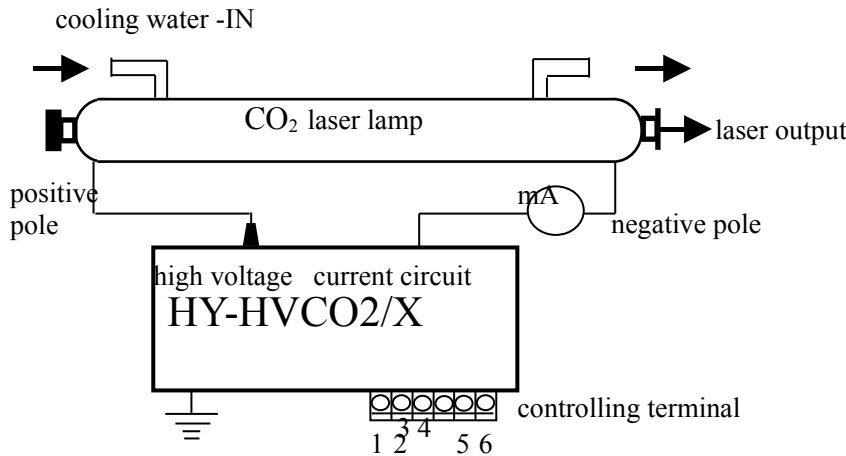 cooling water -IN
CO₂ laser lamp
laser output
positive
pole
mA
negative pole
high voltage current circuit
HY-HVCO2/X
controlling terminal
3 4
1 2 5 6